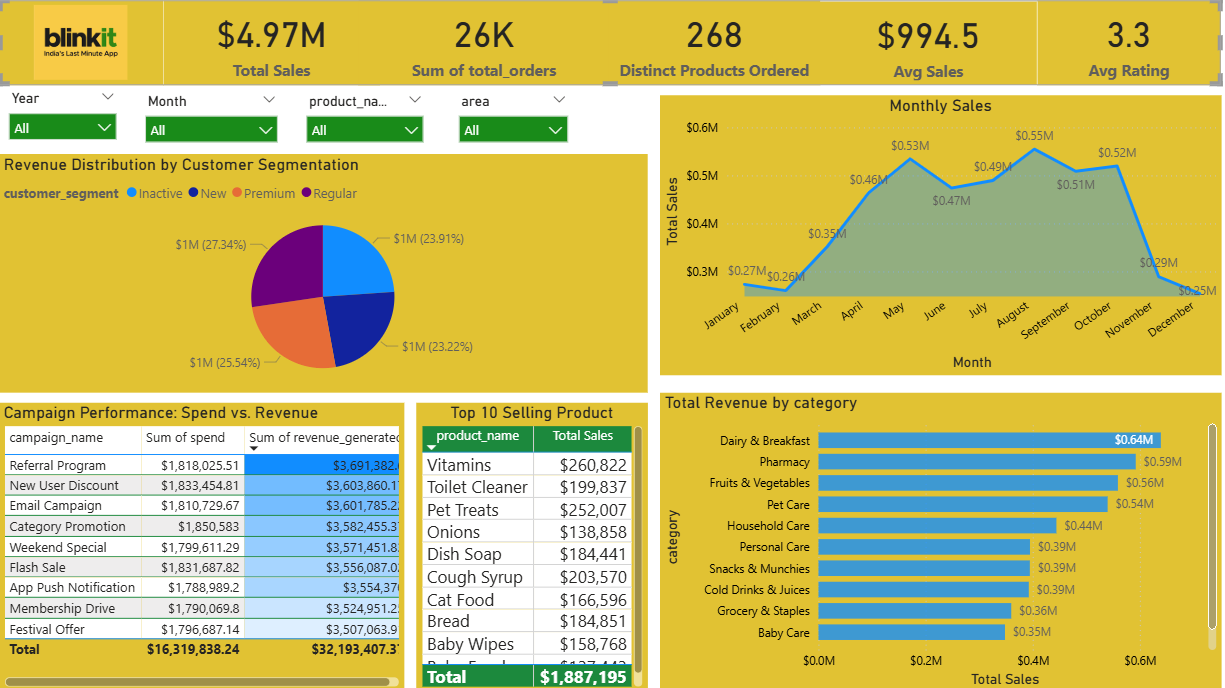 blinkit
India's Last Minute App
$4.97M
Total Sales
26K
Sum of total_orders
268
Distinct Products Ordered
$994.5
Avg Sales
3.3
Avg Rating
Year
All
Month
All
product_na...
All
area
All
Revenue Distribution by Customer Segmentation
customer_segment Inactive New Premium Regular
$1M (27.34%)
$1M (23.91%)
$1M (25.54%)
$1M (23.22%)
Monthly Sales
Total Sales
$0.6M
$0.5M
$0.4M
$0.3M
$0.27M
$0.26M
$0.35M
$0.46M
$0.53M
$0.47M
$0.49M
$0.55M
$0.51M
$0.52M
$0.29M
$0.25M
January
February
March
April
May
June
July
August
September
October
November
December
Month
Campaign Performance: Spend vs. Revenue
campaign_name Sum of spend Sum of revenue_generated
Referral Program $1,818,025.51 $3,691,382.
New User Discount $1,833,454.81 $3,603,860.1
Email Campaign $1,810,729.67 $3,601,785.2
Category Promotion $1,850,583 $3,582,455.3
Weekend Special $1,799,611.29 $3,571,451.8
Flash Sale $1,831,687.82 $3,556,087.0
App Push Notification $1,788,989.2 $3,554,37
Membership Drive $1,790,069.8 $3,524,951.2
Festival Offer $1,796,687.14 $3,507,063.9
Total $16,319,838.24 $32,193,407.3
Top 10 Selling Product
product_name Total Sales
Vitamins $260,822
Toilet Cleaner $199,837
Pet Treats $252,007
Onions $138,858
Dish Soap $184,441
Cough Syrup $203,570
Cat Food $166,596
Bread $184,851
Baby Wipes $158,768
Total $1,887,195
Total Revenue by category
category
Dairy & Breakfast $0.64M
Pharmacy $0.59M
Fruits & Vegetables $0.56M
Pet Care $0.54M
Household Care $0.44M
Personal Care $0.39M
Snacks & Munchies $0.39M
Cold Drinks & Juices $0.39M
Grocery & Staples $0.36M
Baby Care $0.35M
$0.0M $0.2M $0.4M $0.6M
Total Sales